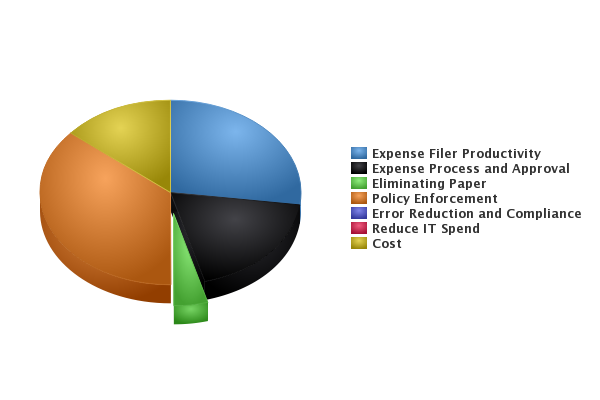 Expense Filer Productivity
Expense Process and Approval
Eliminating Paper
Policy Enforcement
Error Reduction and Compliance
Reduce IT Spend
Cost